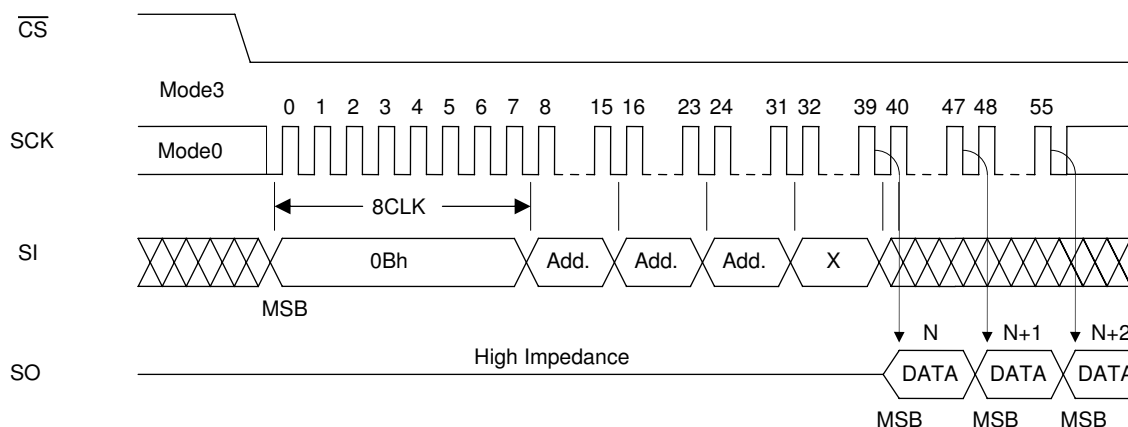 CS
Mode3
0 1 2 3 4 5 6 7 8 15 16 23 24 31 32 39 40 47 48 55
SCK
Mode0
8CLK
SI
0Bh Add. Add. Add. X
MSB
N N+1 N+2
High Impedance
SO
DATA DATA DATA
MSB MSB MSB